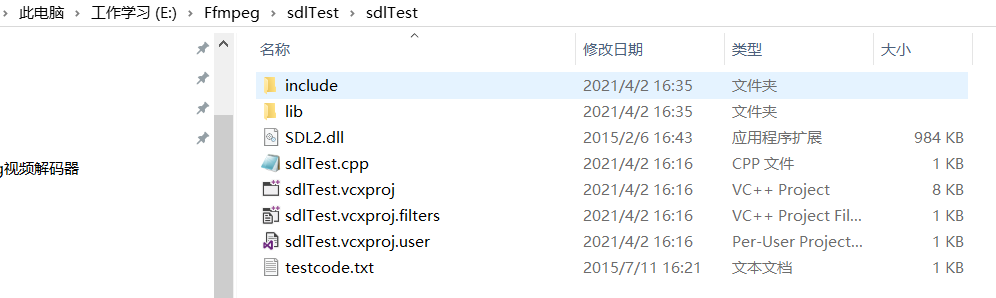 此电脑 › 工作学习 (E:) › Ffmpeg › sdlTest › sdlTest
名称 修改日期 类型 大小
include 2021/4/2 16:35 文件夹
lib 2021/4/2 16:35 文件夹
SDL2.dll 2015/2/6 16:43 应用程序扩展 984 KB
sdlTest.cpp 2021/4/2 16:16 CPP 文件 1 KB
g视频解码器
sdlTest.vcxproj 2021/4/2 16:16 VC++ Project 8 KB
sdlTest.vcxproj.filters 2021/4/2 16:16 VC++ Project Fil... 1 KB
sdlTest.vcxproj.user 2021/4/2 16:16 Per-User Project... 1 KB
testcode.txt 2015/7/11 16:21 文本文档 1 KB